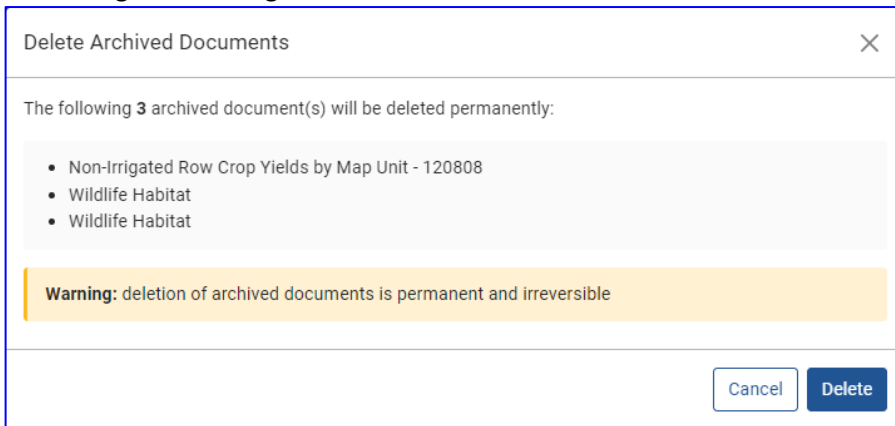 Delete Archived Documents
The following 3 archived document(s) will be deleted permanently:
Non-Irrigated Row Crop Yields by Map Unit - 120808
Wildlife Habitat
Wildlife Habitat
Warning: deletion of archived documents is permanent and irreversible
Cancel Delete